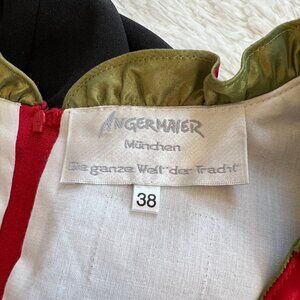 ANGERMAIER
München
Die ganze Welt der Tracht
38